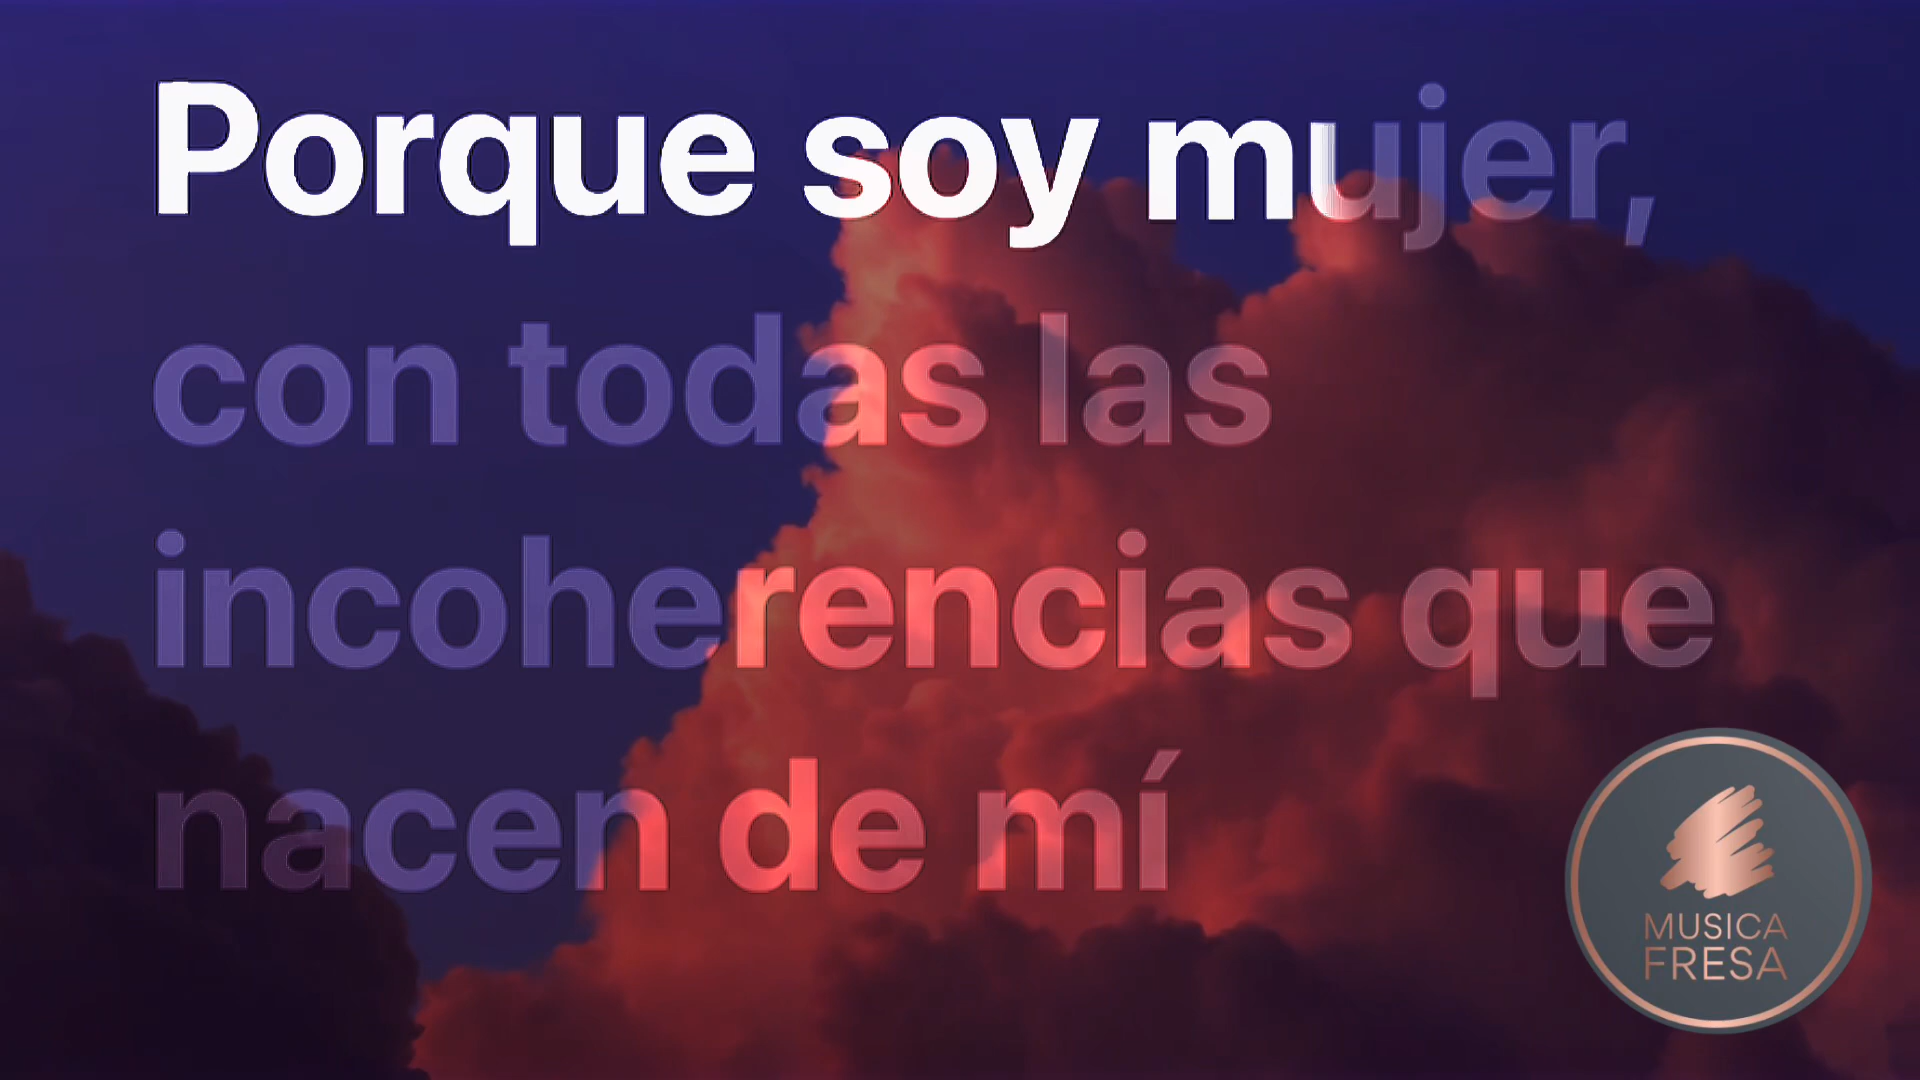 Porque soy mujer,
con todas las
incoherencias que
nacen de mí
MUSICA
FRESA